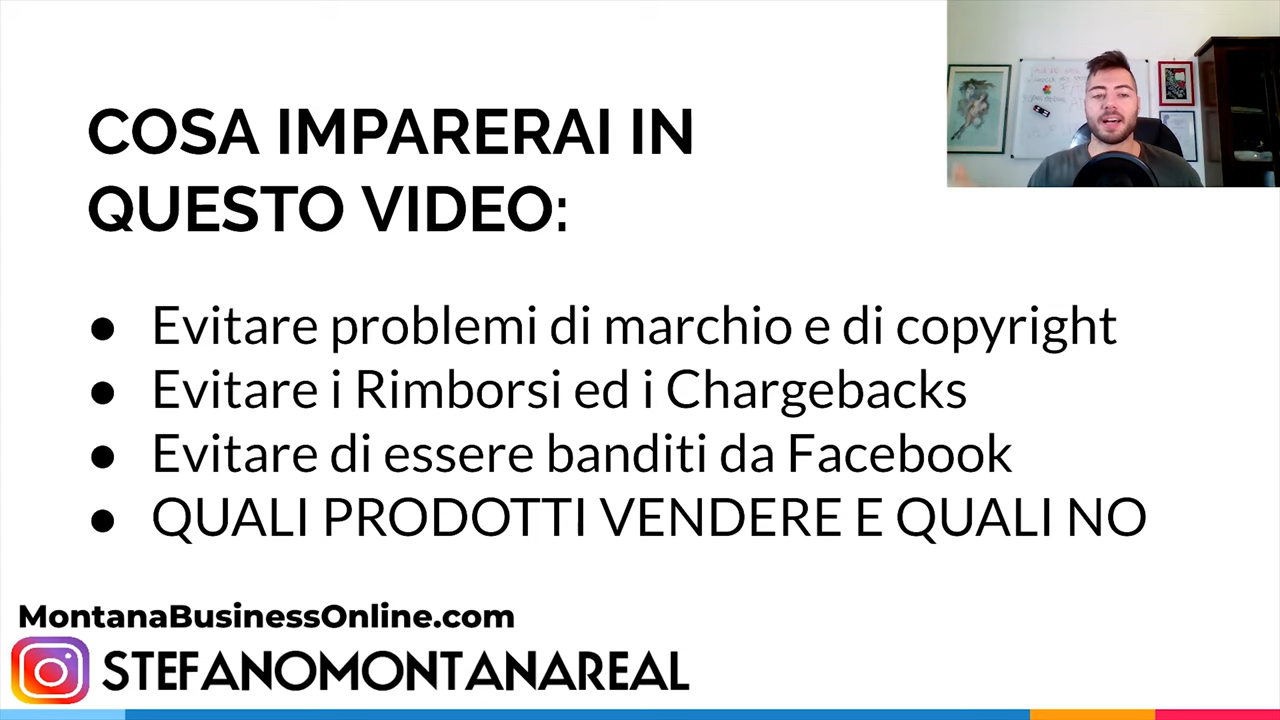 COSA IMPARERAI IN
QUESTO VIDEO:
● Evitare problemi di marchio e di copyright
● Evitare i Rimborsi ed i Chargebacks
● Evitare di essere banditi da Facebook
● QUALI PRODOTTI VENDERE E QUALI NO
MontanaBusinessOnline.com
STEFANOMONTANAREAL